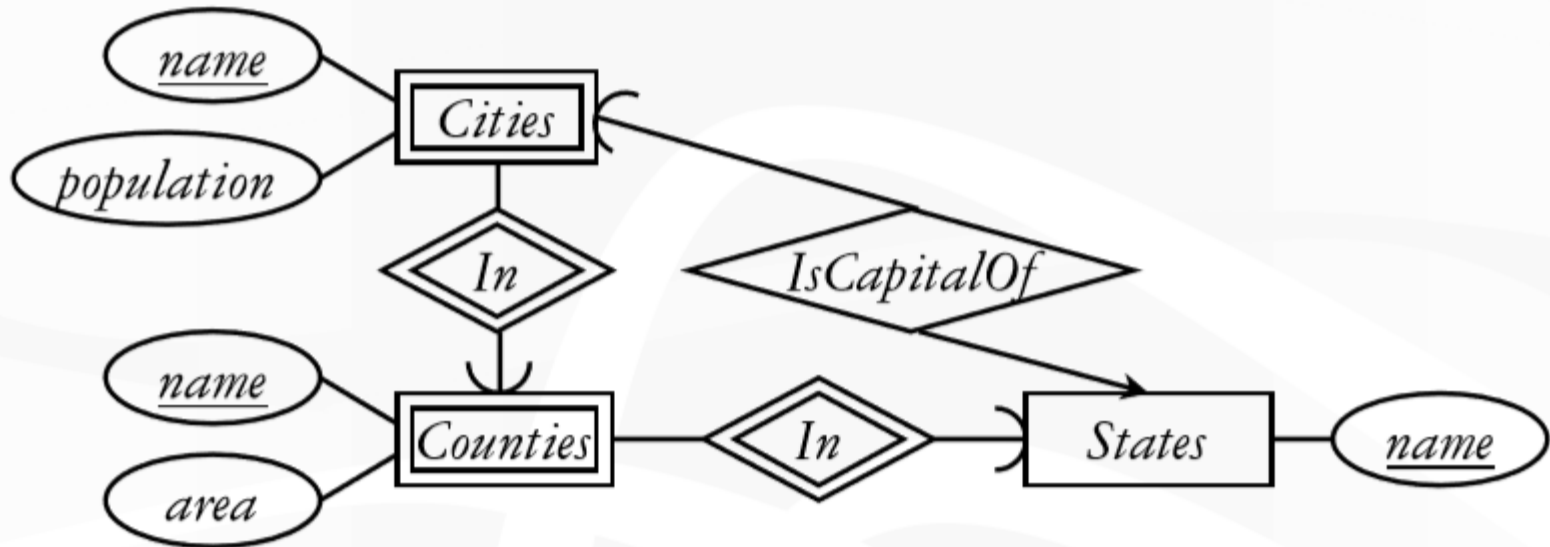 name
Cities
population
In
IsCapitalOf
name
Counties
In
States
name
area